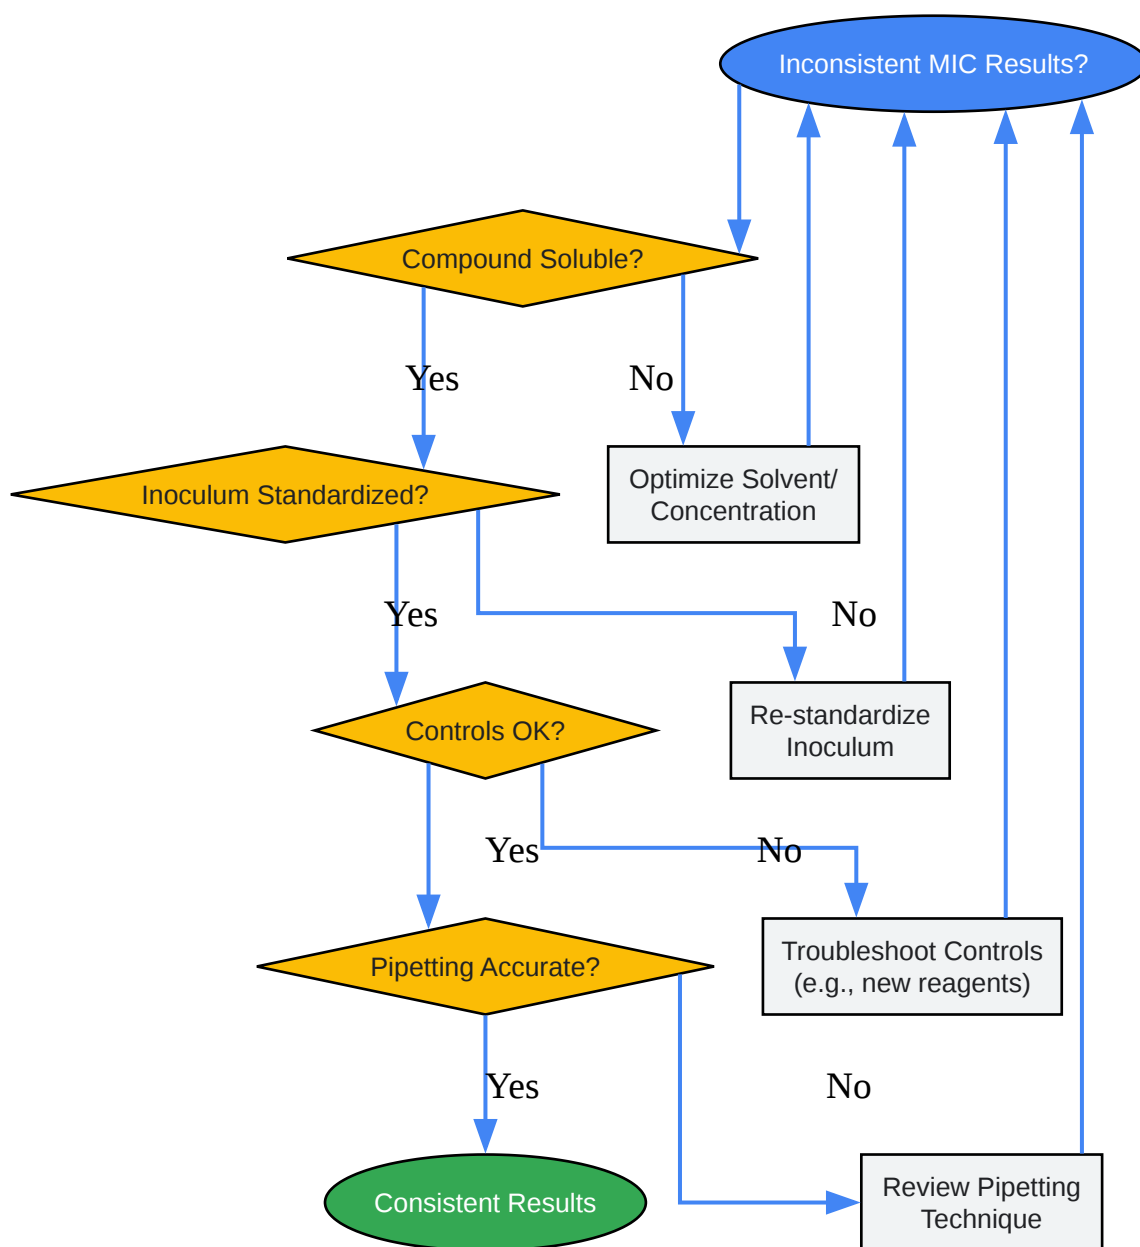 Inconsistent MIC Results?
Compound Soluble?
Yes
No
Optimize Solvent/
Concentration
Inoculum Standardized?
Yes
No
Re-standardize
Inoculum
Controls OK?
Yes
No
Troubleshoot Controls
(e.g., new reagents)
Pipetting Accurate?
Yes
No
Consistent Results
Review Pipetting
Technique